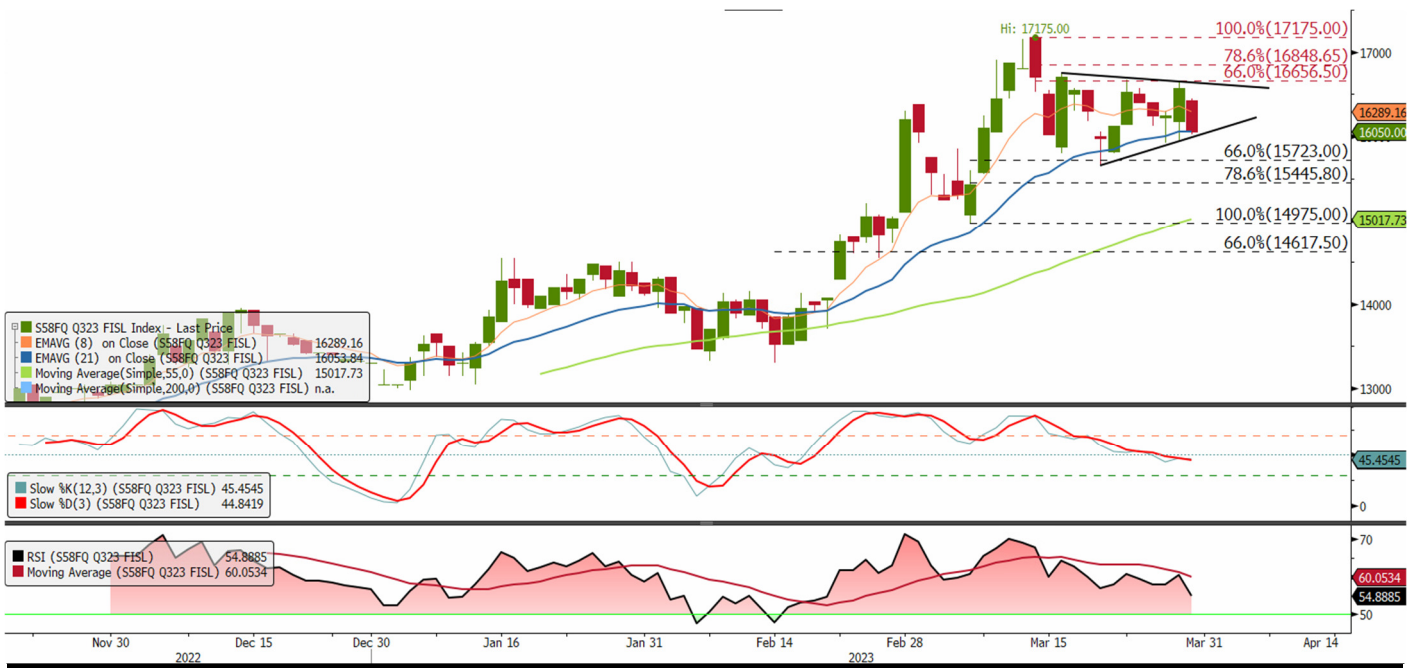 Hi: 17175.00
100.0%(17175.00)
78.6%(16848.65)
66.0%(16656.50)
66.0%(15723.00)
78.6%(15445.80)
100.0%(14975.00)
66.0%(14617.50)
17000
16289.16
16050.00
15017.73
14000
13000
S58FQ Q323 FISL Index - Last Price
EMAVG (8) on Close (S58FQ Q323 FISL) 16289.16
EMAVG (21) on Close (S58FQ Q323 FISL) 16053.84
Moving Average(Simple,55,0) (S58FQ Q323 FISL) 15017.73
Moving Average(Simple,200,0) (S58FQ Q323 FISL) n.a.
45.4545
0
Slow %K(12,3) (S58FQ Q323 FISL) 45.4545
Slow %D(3) (S58FQ Q323 FISL) 44.8419
70
60.0534
54.8885
50
RSI (S58FQ Q323 FISL) 54.8885
Moving Average (S58FQ Q323 FISL) 60.0534
Nov 30 Dec 15 Dec 30 Jan 16 Jan 31 Feb 14 Feb 28 Mar 15 Mar 31 Apr 14
2022 2023